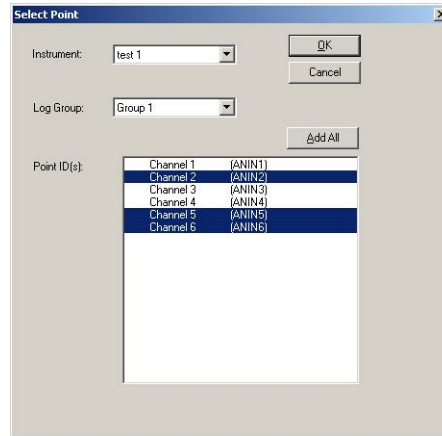 Select Point
Instrument: test 1
OK
Cancel
Log Group: Group 1
Add All
Point ID(s):
Channel 1 (ANIN1)
Channel 2 (ANIN2)
Channel 3 (ANIN3)
Channel 4 (ANIN4)
Channel 5 (ANIN5)
Channel 6 (ANIN6)